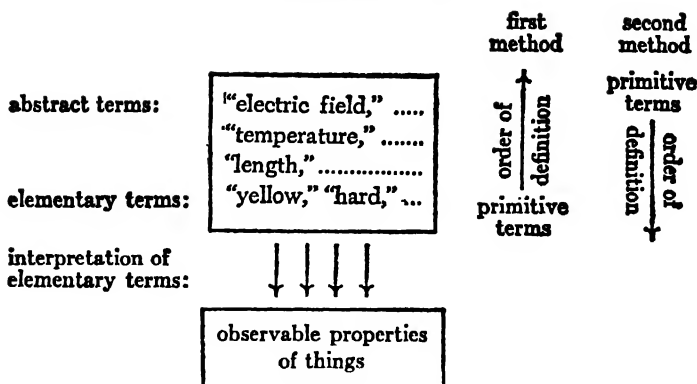 first
method
second
method
abstract terms:
"electric field," .....
"temperature," .......
"length,"..................
elementary terms:
"yellow," "hard," ...
order of
definition
primitive
terms
primitive
terms
order of
definition
interpretation of
elementary terms:
observable properties
of things